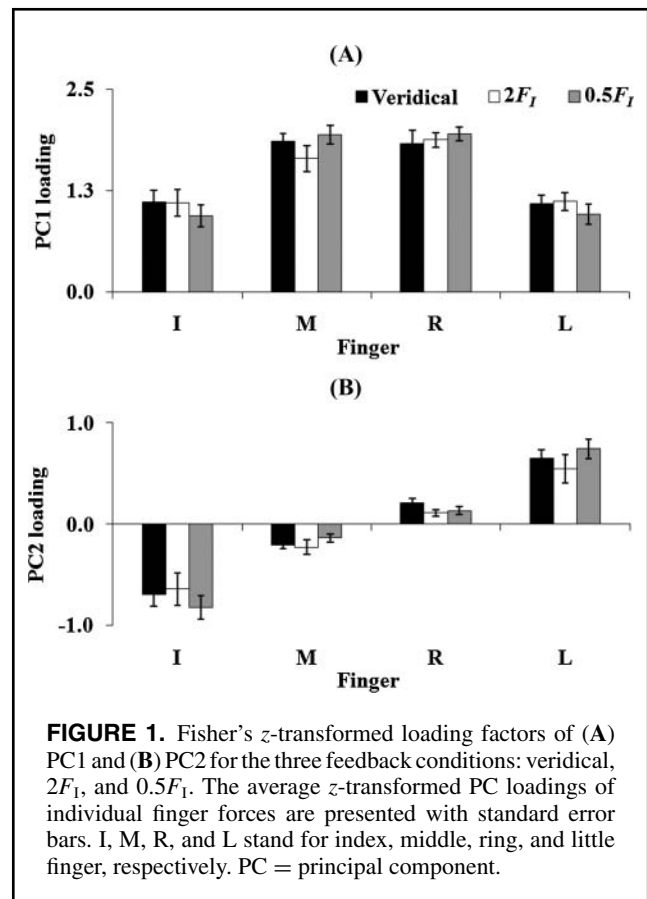 (A)
2.5
Veridical 2F_I 0.5F_I
1.3
PC1 loading
0.0
I M R L
Finger
(B)
1.0
0.0
PC2 loading
-1.0
I M R L
Finger
FIGURE 1. Fisher's z-transformed loading factors of (A)
PC1 and (B) PC2 for the three feedback conditions: veridical,
2F_I, and 0.5F_I. The average z-transformed PC loadings of
individual finger forces are presented with standard error
bars. I, M, R, and L stand for index, middle, ring, and little
finger, respectively. PC = principal component.